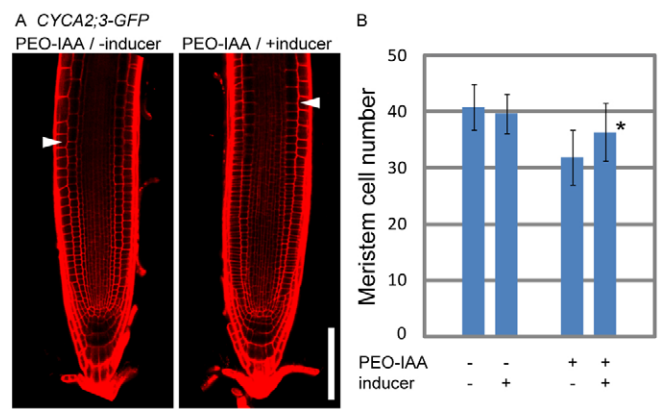 A CYCA2;3-GFP
PEO-IAA / -inducer
PEO-IAA / +inducer
B
Meristem cell number
50
40
30
20
10
0
*
PEO-IAA - - + +
inducer - + - +